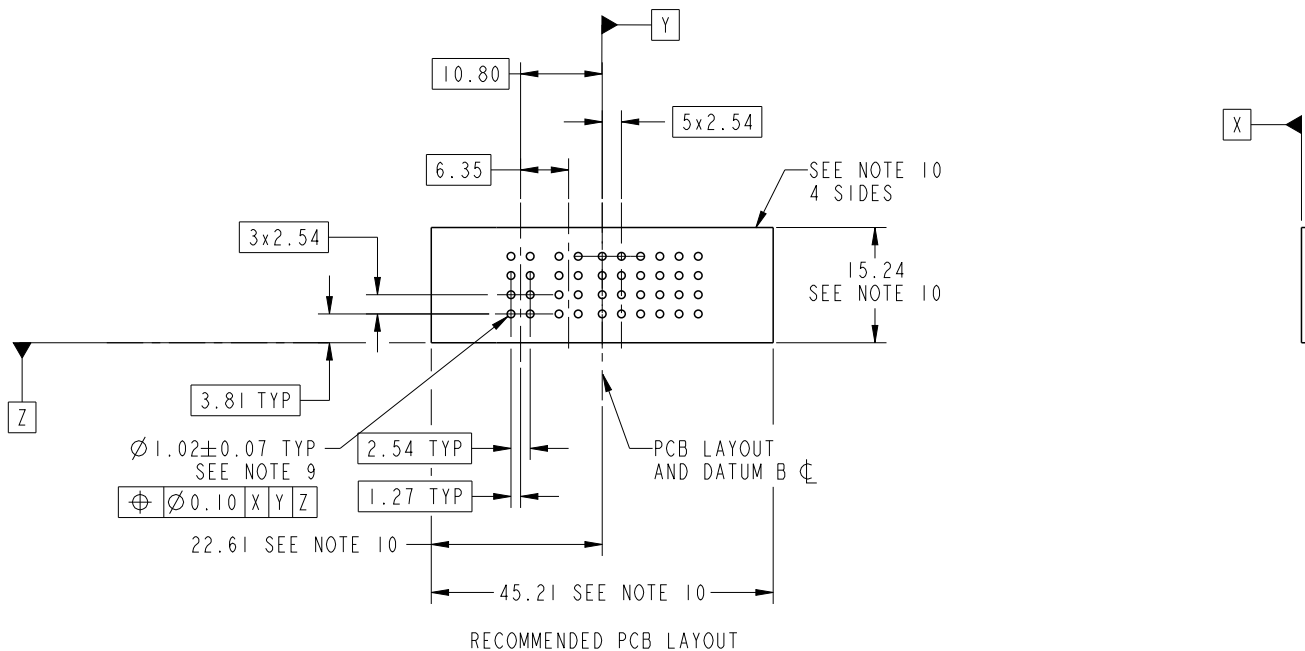 Y
10.80
5x2.54
X
6.35
SEE NOTE 10
4 SIDES
3x2.54
15.24
SEE NOTE 10
3.81 TYP
Z
Ø1.02±0.07 TYP
SEE NOTE 9
⌖ Ø0.10 X Y Z
2.54 TYP
PCB LAYOUT
AND DATUM B ℄
1.27 TYP
22.61 SEE NOTE 10
45.21 SEE NOTE 10
RECOMMENDED PCB LAYOUT